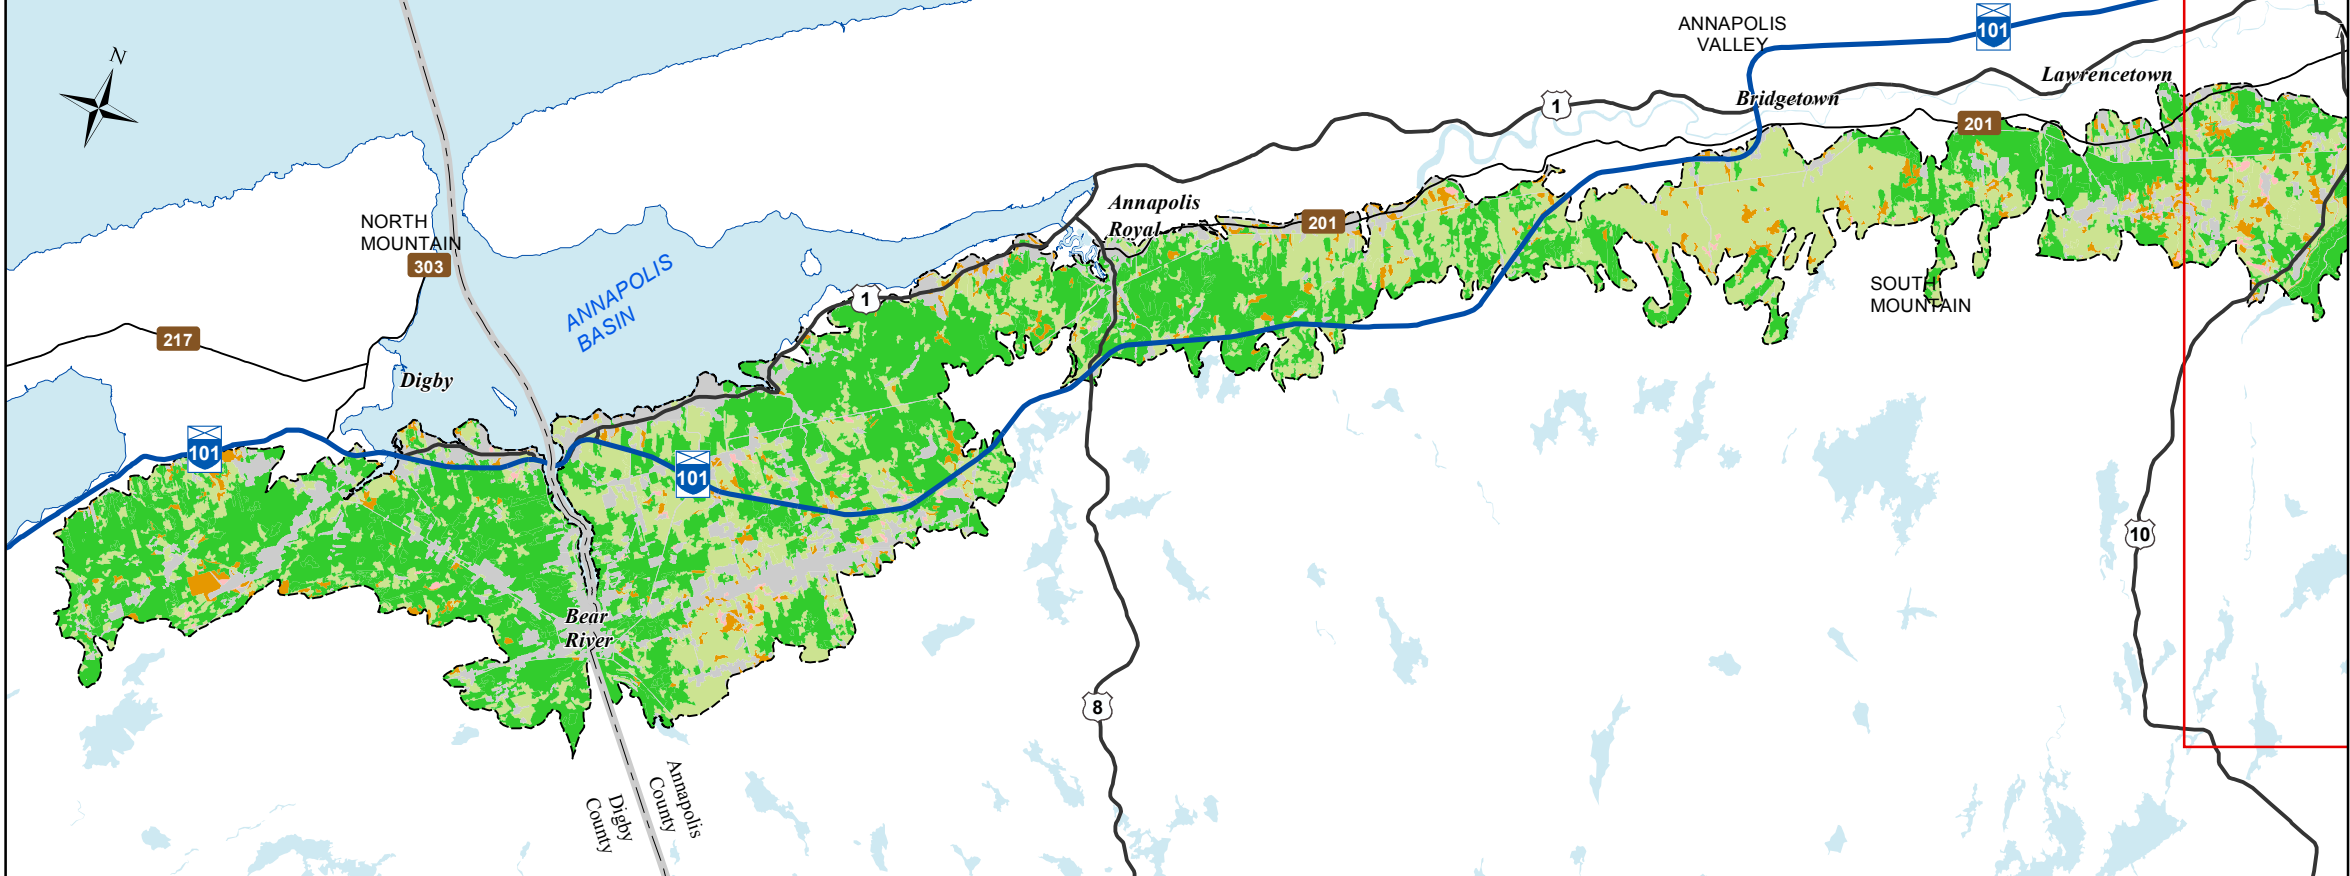 ANNAPOLIS
VALLEY
101
N
Lawrencetown
Bridgetown
1
201
Annapolis
Royal
201
NORTH
MOUNTAIN
303
ANNAPOLIS
BASIN
1
SOUTH
MOUNTAIN
217
Digby
101
101
10
Bear
River
8
Annapolis
County
Digby
County